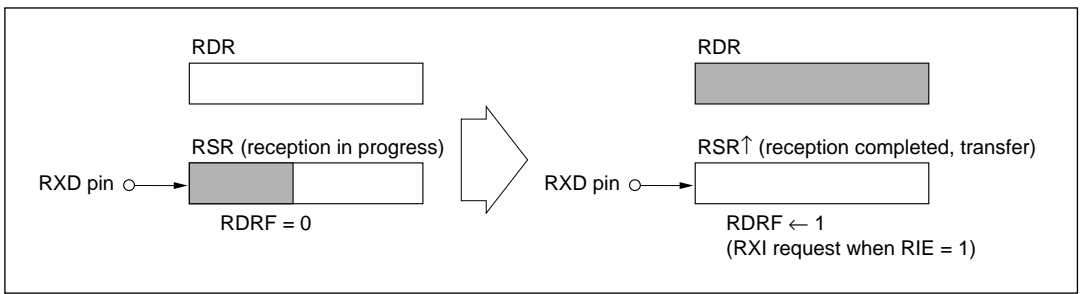 RDR
RSR (reception in progress)
RXD pin
RDRF = 0
RDR
RSR↑ (reception completed, transfer)
RXD pin
RDRF ← 1
(RXI request when RIE = 1)